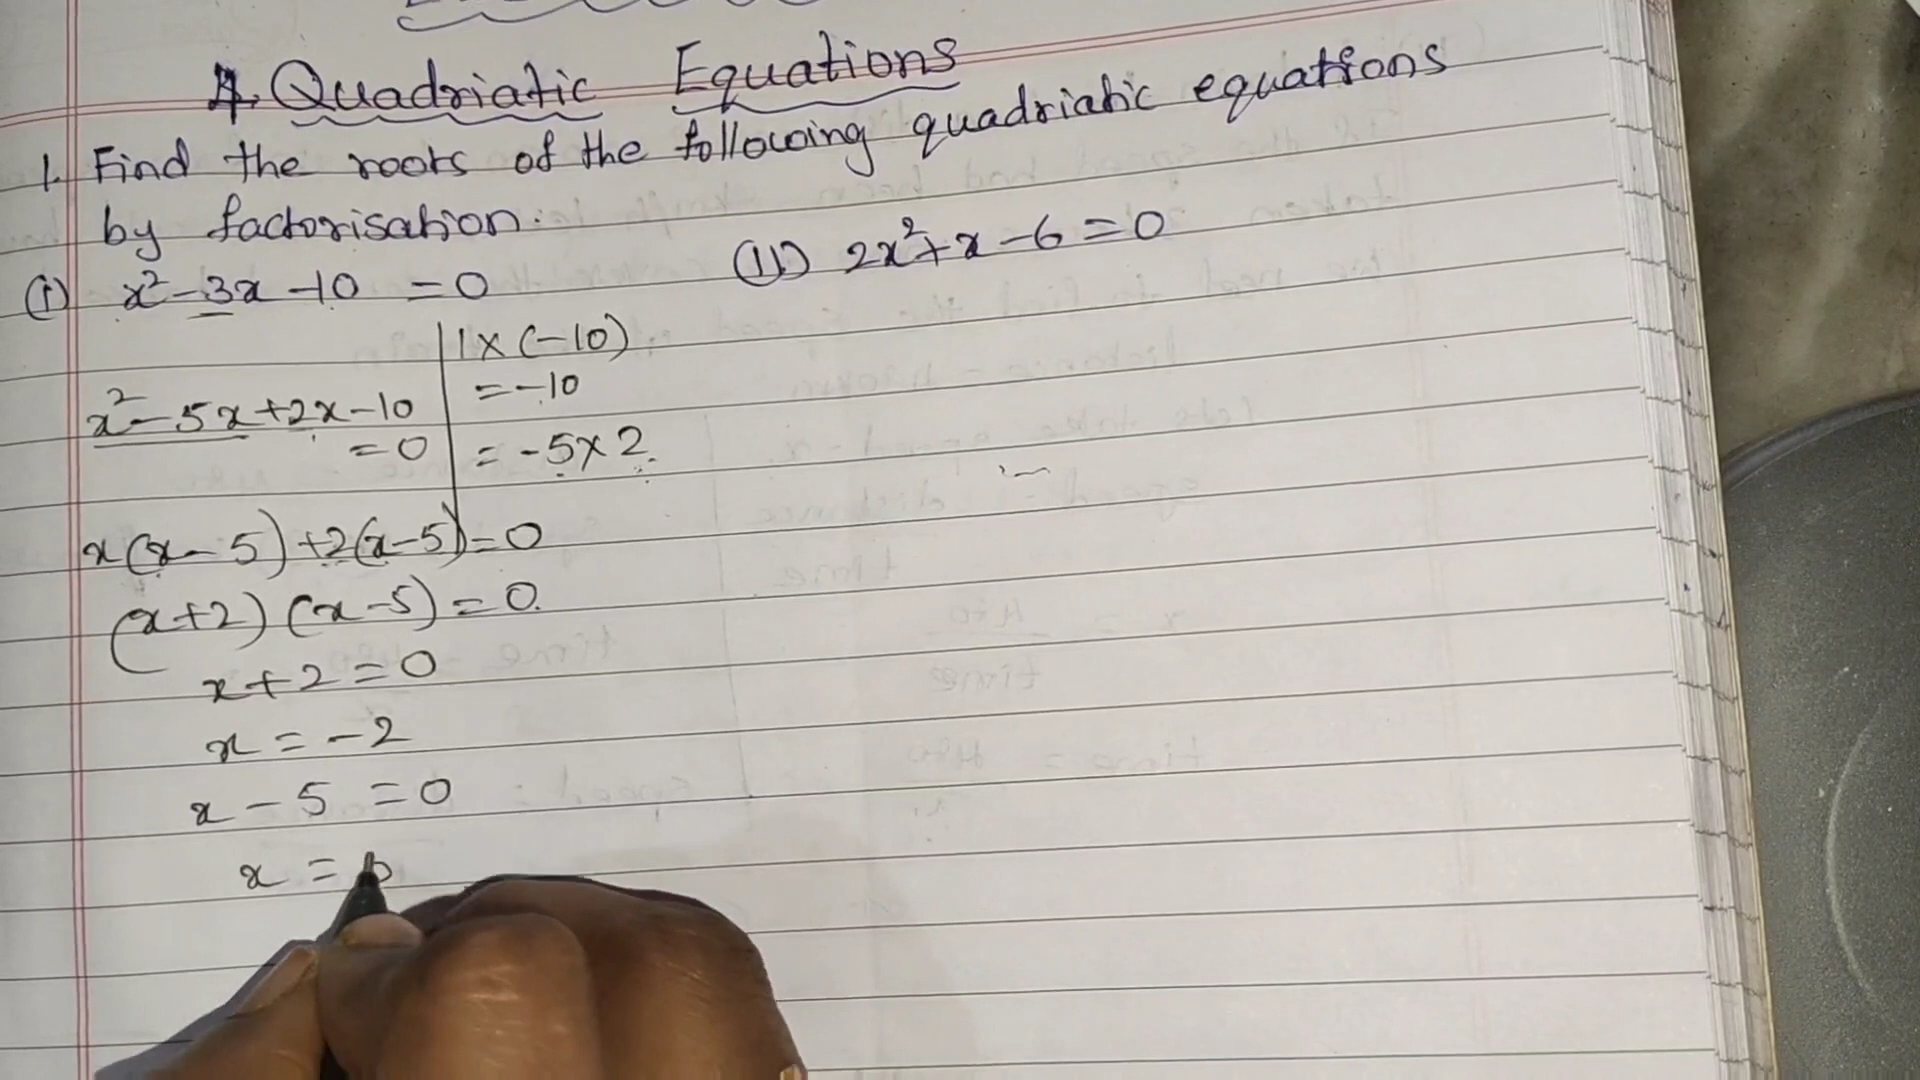 4. Quadriatic Equations
1. Find the roots of the following quadriatic equations
by factorisation.
(i) x² - 3x - 10 = 0
(ii) 2x² + x - 6 = 0
1 × (-10)
= -10
= -5 × 2
x² - 5x + 2x - 10
= 0
x(x - 5) + 2(x - 5) = 0
(x + 2) (x - 5) = 0.
x + 2 = 0
x = -2
x - 5 = 0
x =